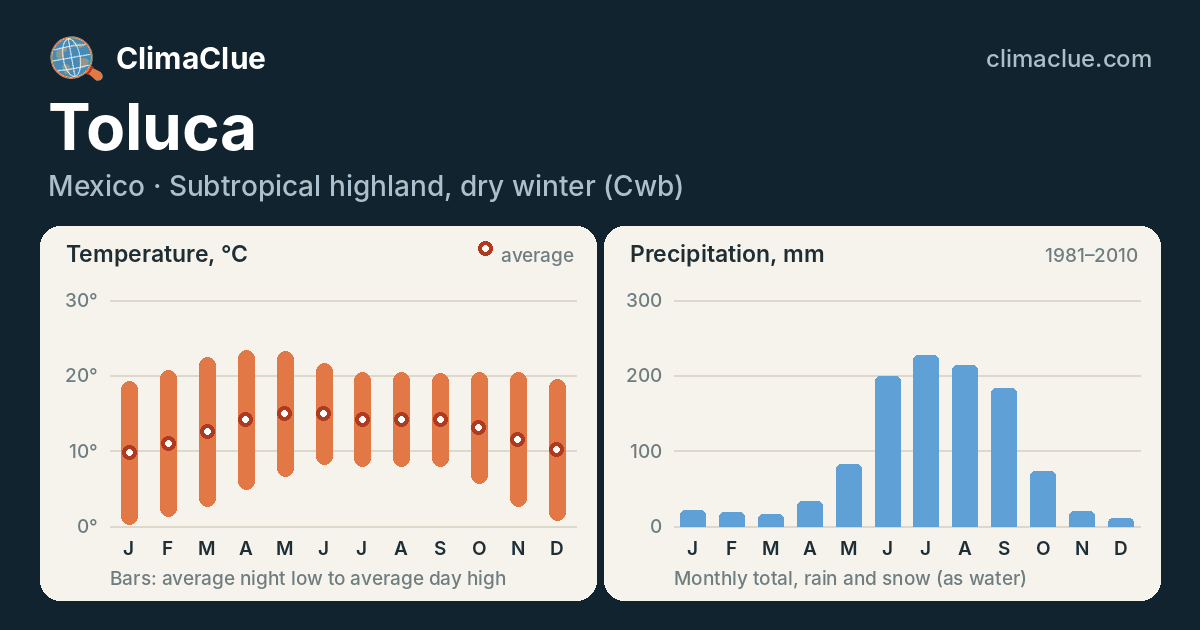 ClimaClue
climaclue.com
Toluca
Mexico · Subtropical highland, dry winter (Cwb)
Temperature, °C
average
30°
20°
10°
0°
J F M A M J J A S O N D
Bars: average night low to average day high
Precipitation, mm
1981–2010
300
200
100
0
J F M A M J J A S O N D
Monthly total, rain and snow (as water)